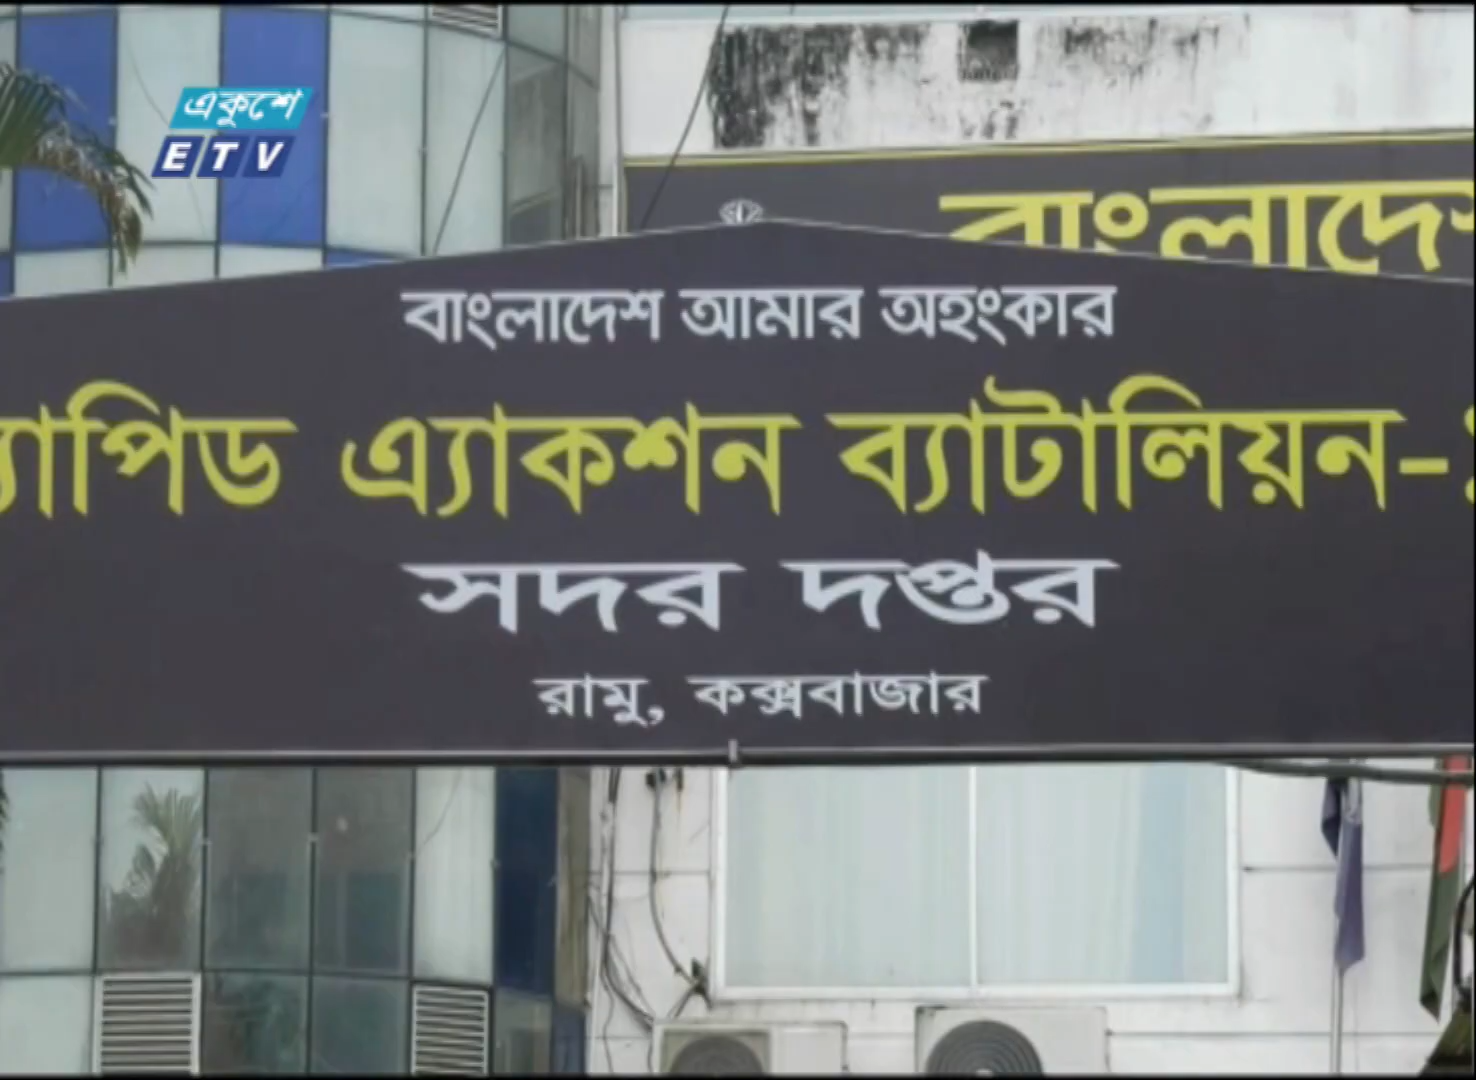 একুশে
ETV
বাংলাদেশ আমার অহংকার
এ্যাকশন ব্যাটালিয়ন-
সদর দপ্তর
রামু, কক্সবাজার